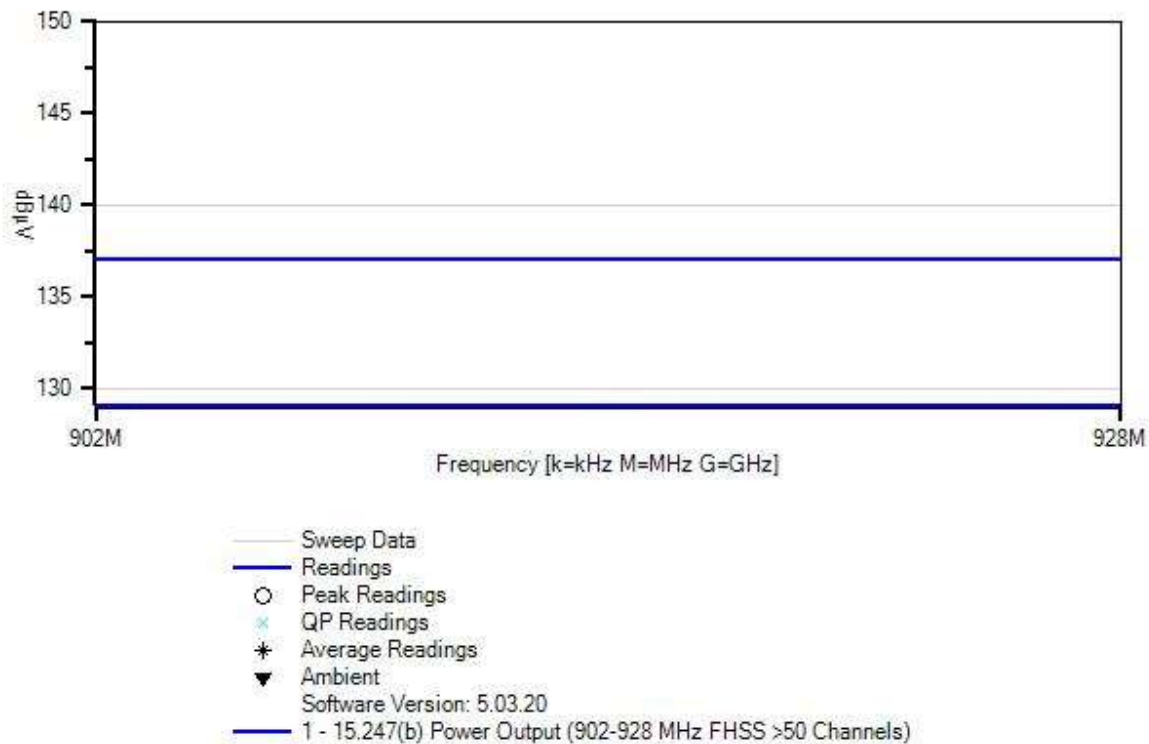 150
145
140
dBµV
135
130
902M
928M
Frequency [k=kHz M=MHz G=GHz]
Sweep Data
Readings
Peak Readings
QP Readings
Average Readings
Ambient
Software Version: 5.03.20
1 - 15.247(b) Power Output (902-928 MHz FHSS >50 Channels)